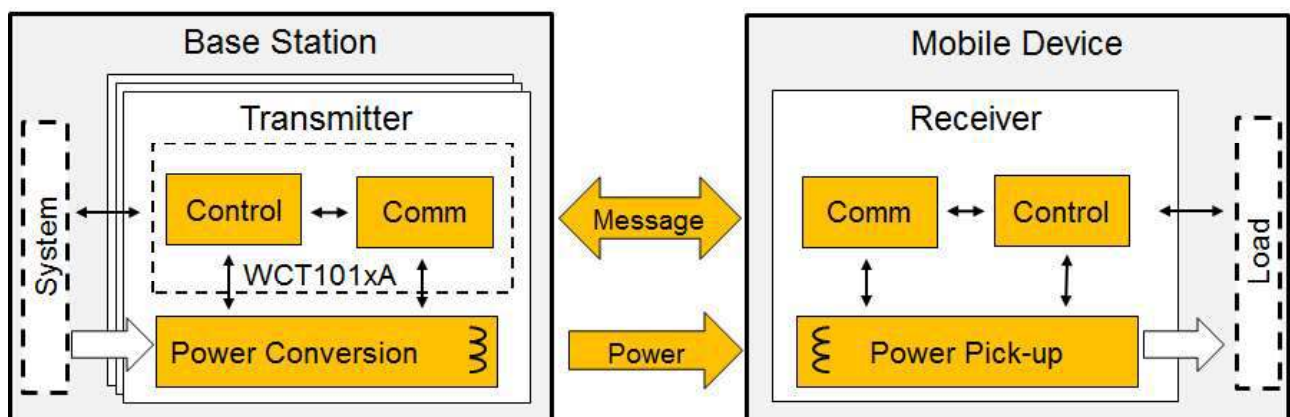 Base Station
Mobile Device
Transmitter
Receiver
System
Control
Comm
Message
Comm
Control
Load
WCT101xA
Power Conversion
Power
Power Pick-up